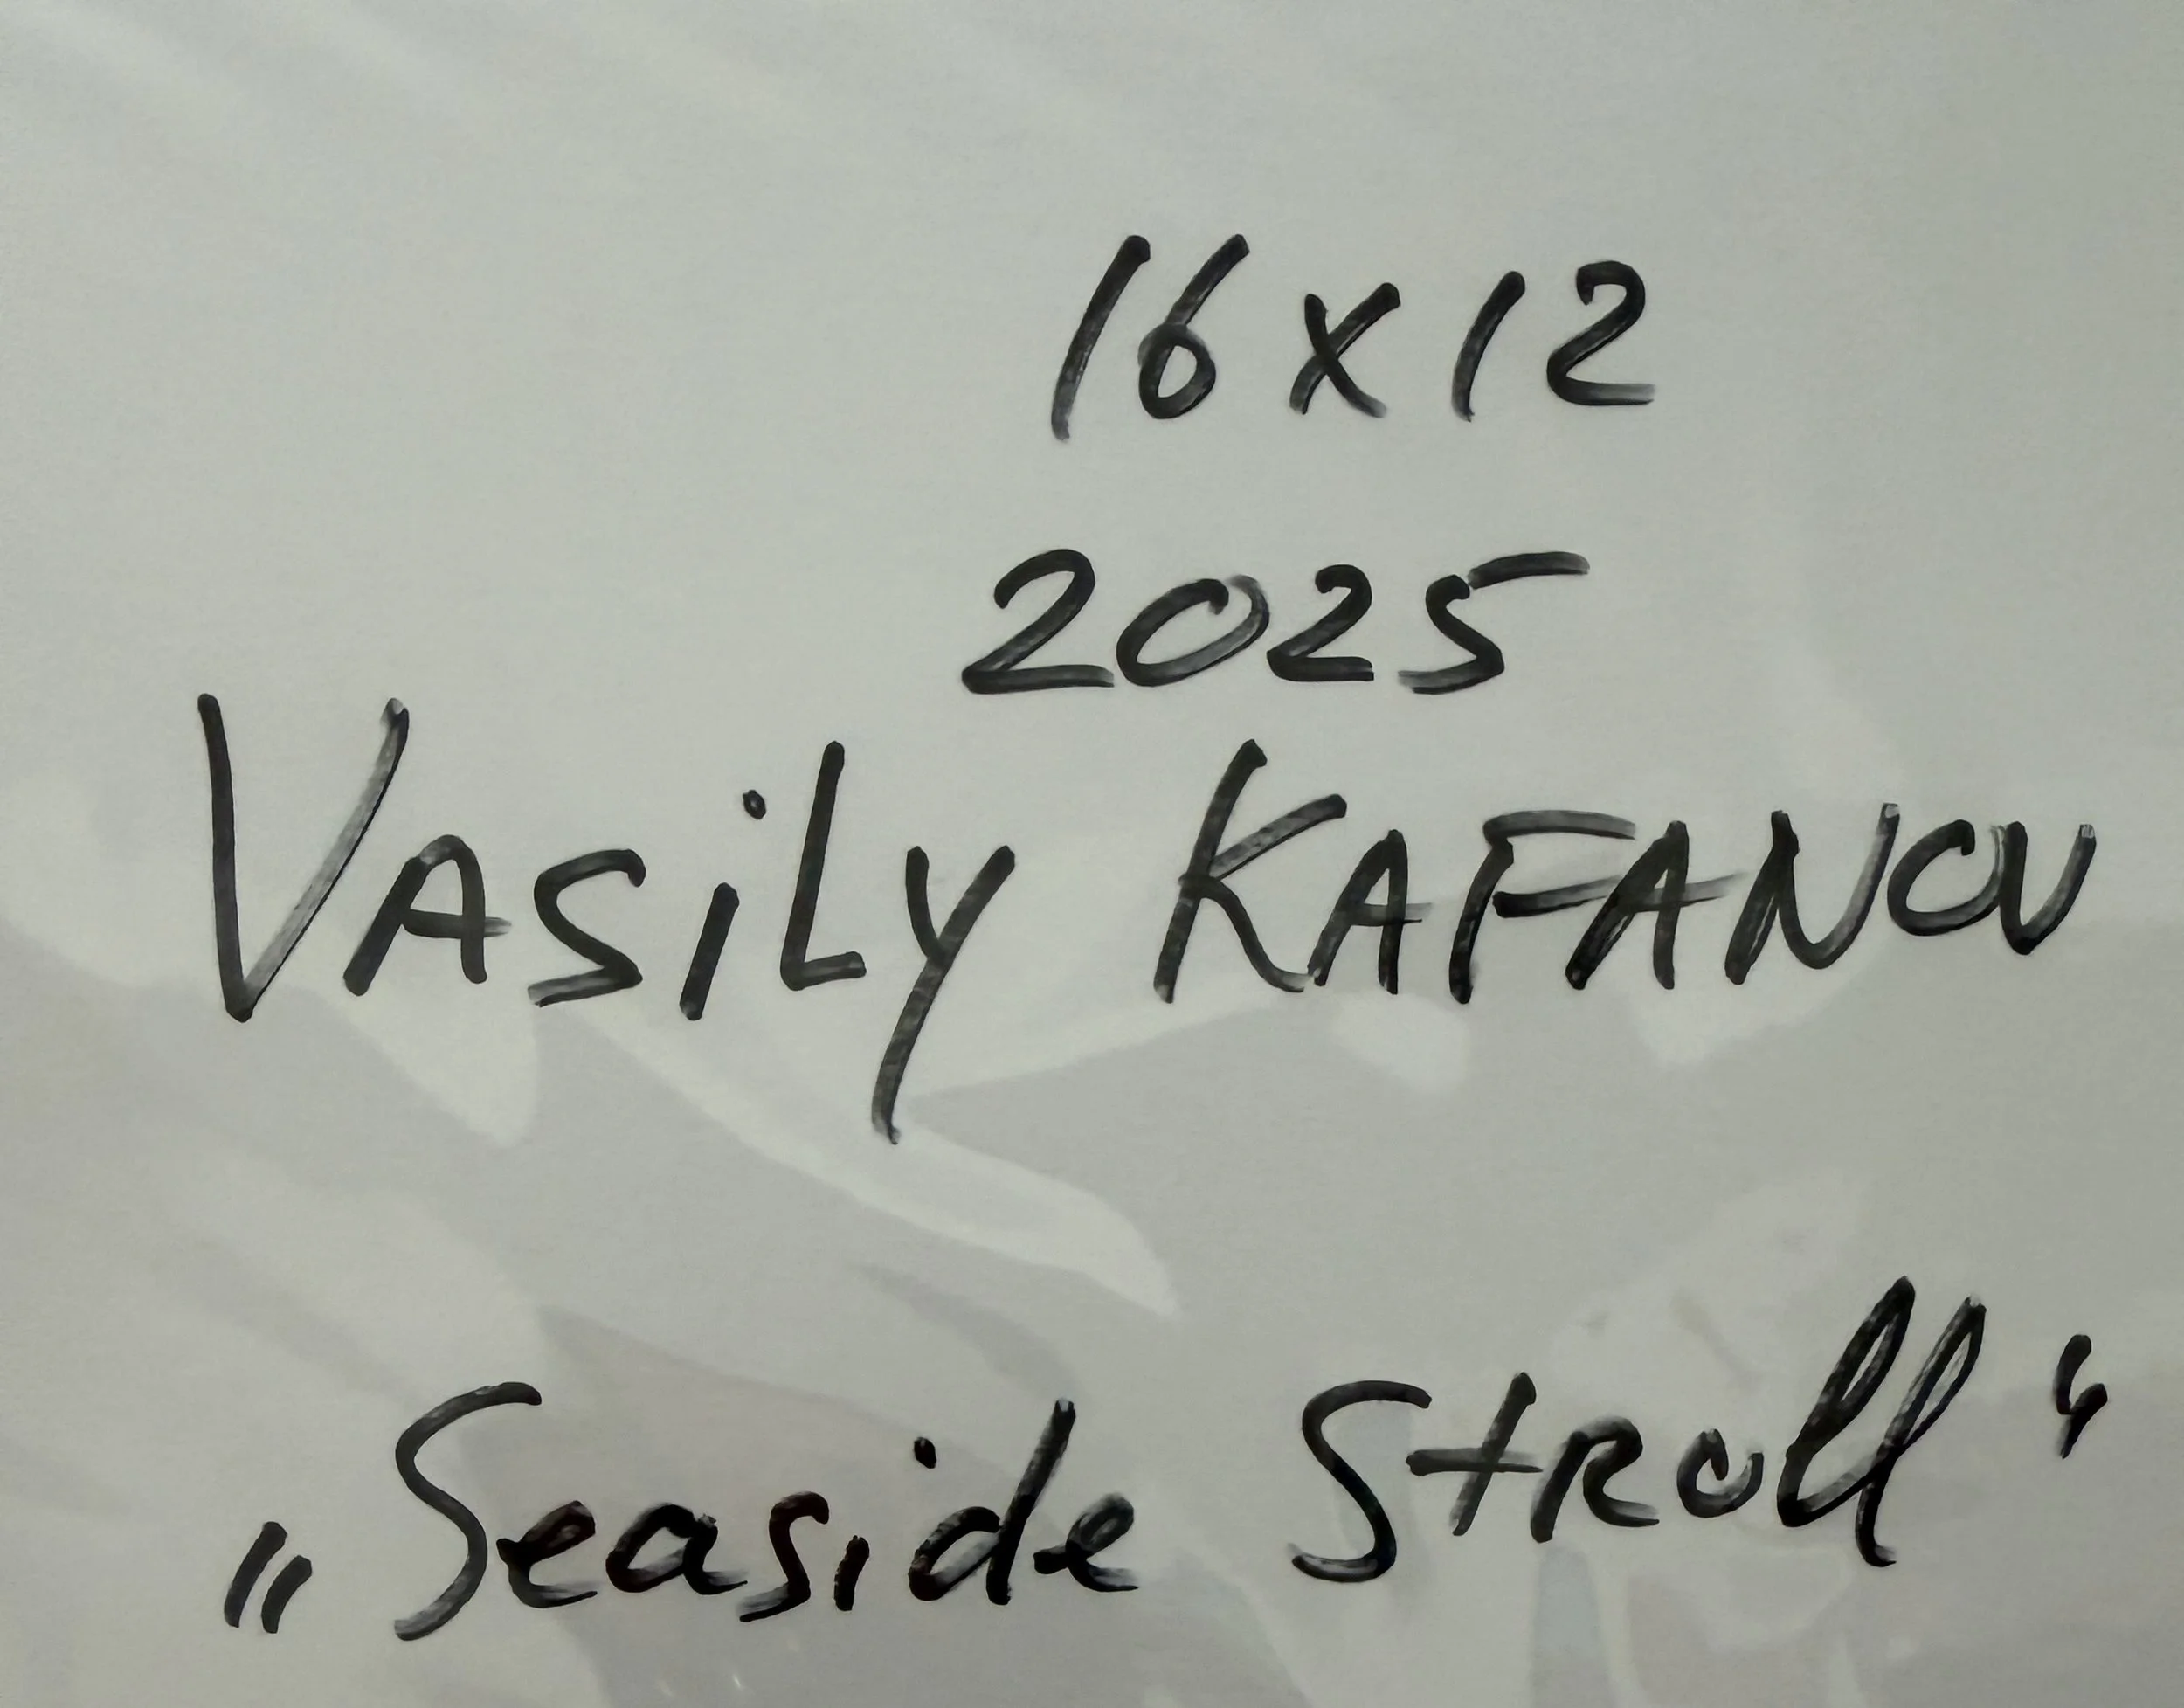 16x12
2025
VASiLy KAFANOV
„Seaside StRoll“